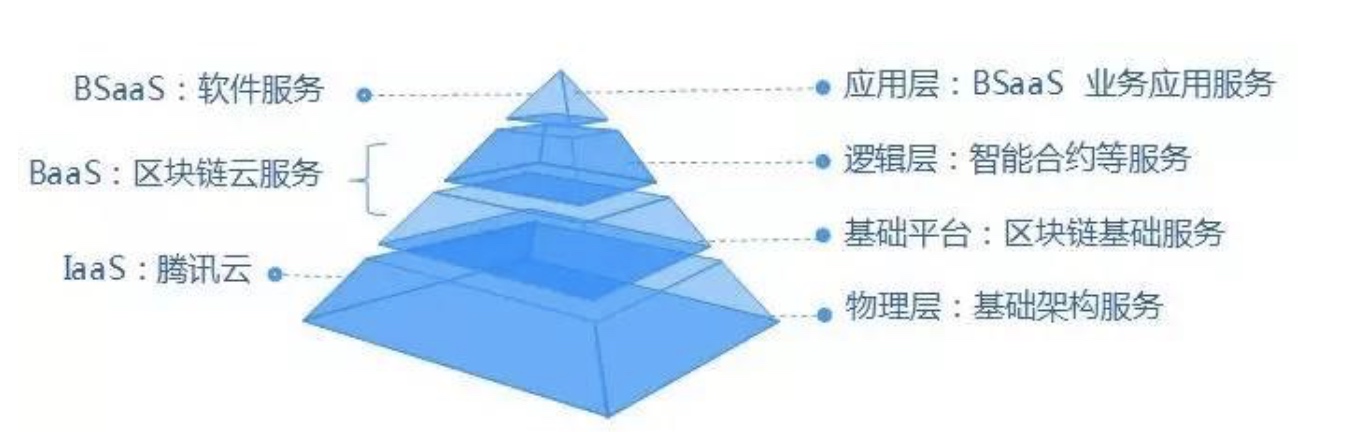 BSaaS：软件服务
应用层：BSaaS 业务应用服务
BaaS：区块链云服务
逻辑层：智能合约等服务
基础平台：区块链基础服务
IaaS：腾讯云
物理层：基础架构服务